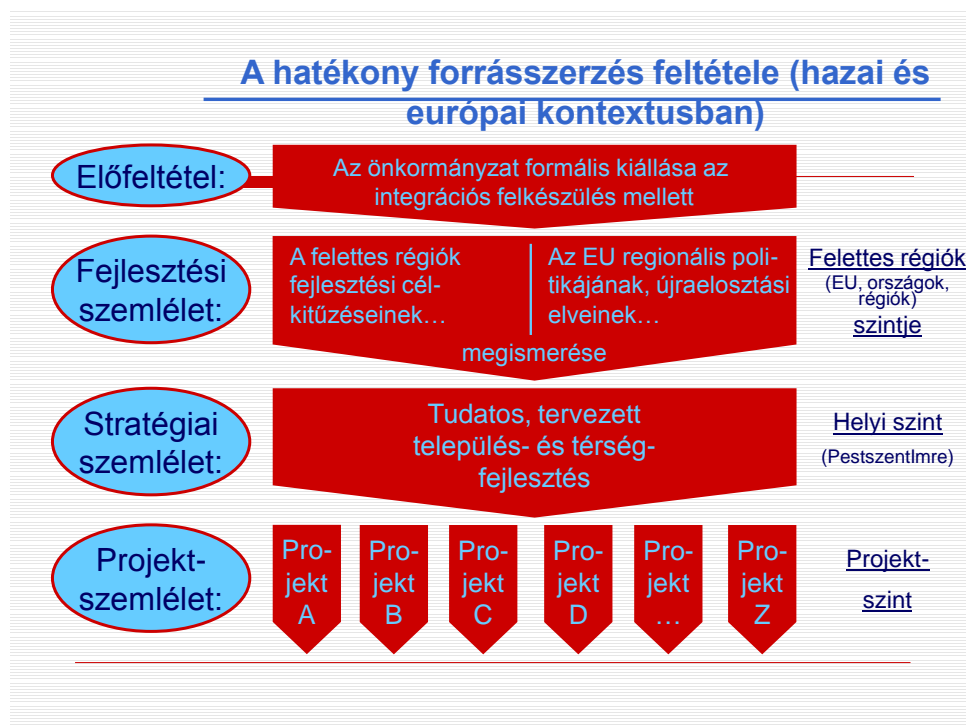 A hatékony forrásszerzés feltétele (hazai és
európai kontextusban)
Előfeltétel:
Az önkormányzat formális kiállása az
integrációs felkészülés mellett
Fejlesztési
szemlélet:
A felettes régiók
fejlesztési cél-
kitűzéseinek…
Az EU regionális poli-
tikájának, újraelosztási
elveinek…
megismerése
Felettes régiók
(EU, országok,
régiók)
szintje
Stratégiai
szemlélet:
Tudatos, tervezett
település- és térség-
fejlesztés
Helyi szint
(PestszentImre)
Projekt-
szemlélet:
Pro-
jekt
A
Pro-
jekt
B
Pro-
jekt
C
Pro-
jekt
D
Pro-
jekt
…
Pro-
jekt
Z
Projekt-
szint